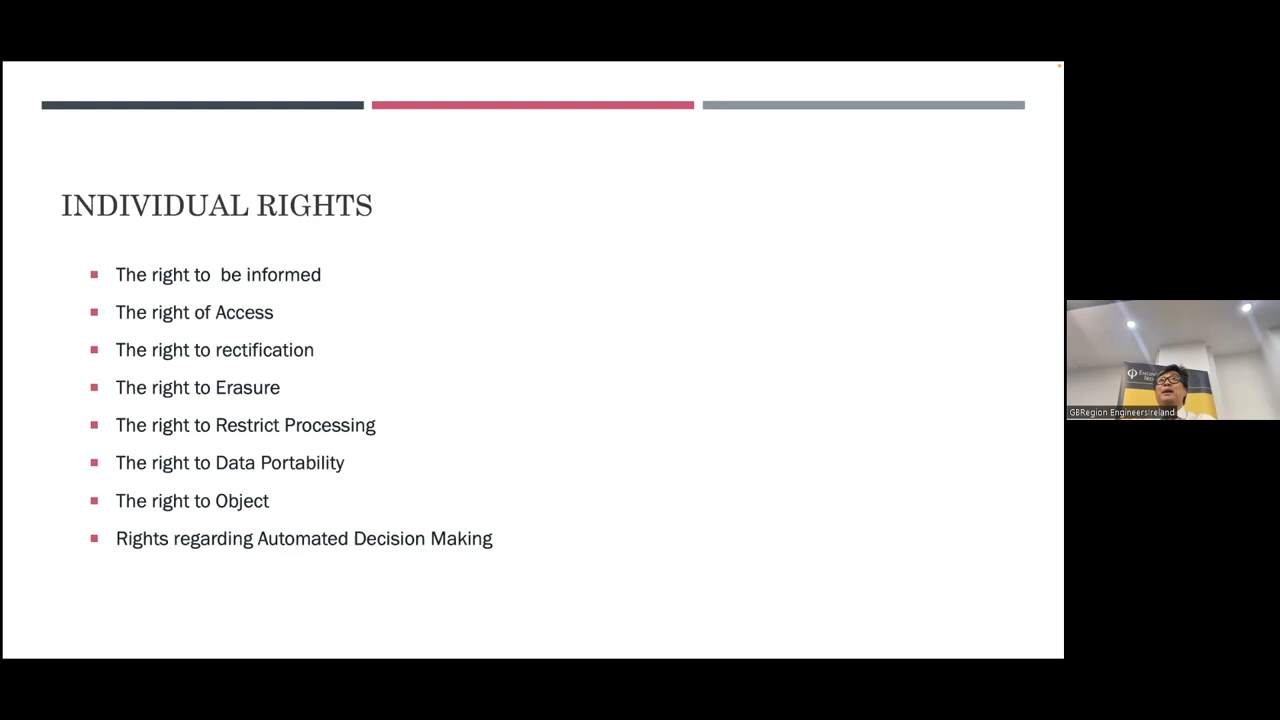 INDIVIDUAL RIGHTS
The right to  be informed
The right of Access
The right to rectification
The right to Erasure
The right to Restrict Processing
The right to Data Portability
The right to Object
Rights regarding Automated Decision Making
GBRegion EngineersIreland